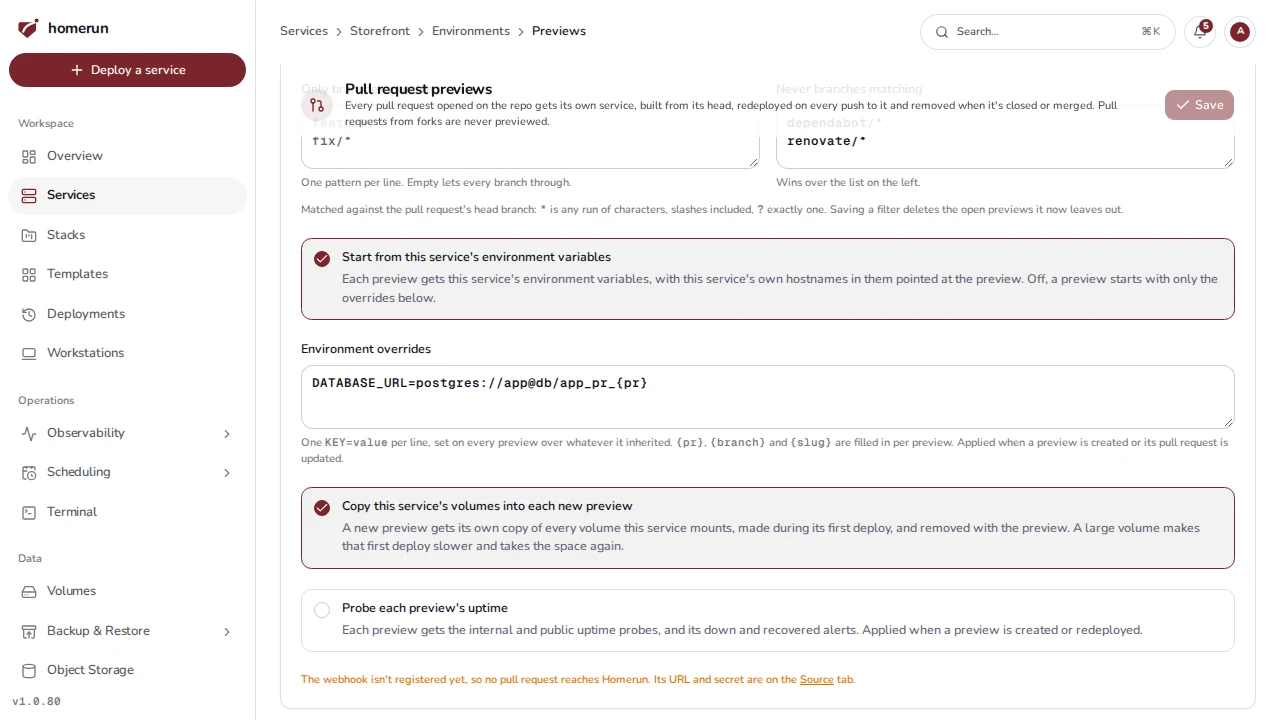 homerun
Services > Storefront > Environments > Previews
Search...
⌘K
5
A
+ Deploy a service
Workspace
Overview
Services
Stacks
Templates
Deployments
Workstations
Operations
Observability
Scheduling
Terminal
Data
Volumes
Backup & Restore
Object Storage
v1.0.80
Pull request previews
Every pull request opened on the repo gets its own service, built from its head, redeployed on every push to it and removed when it's closed or merged. Pull
requests from forks are never previewed.
Save
Never branches matching
fix/*
dependabot/*
renovate/*
One pattern per line. Empty lets every branch through.
Wins over the list on the left.
Matched against the pull request's head branch: * is any run of characters, slashes included, ? exactly one. Saving a filter deletes the open previews it now leaves out.
Start from this service's environment variables
Each preview gets this service's environment variables, with this service's own hostnames in them pointed at the preview. Off, a preview starts with only the
overrides below.
Environment overrides
DATABASE_URL=postgres://app@db/app_pr_{pr}
One KEY=value per line, set on every preview over whatever it inherited. {pr}, {branch} and {slug} are filled in per preview. Applied when a preview is created or its pull request is
updated.
Copy this service's volumes into each new preview
A new preview gets its own copy of every volume this service mounts, made during its first deploy, and removed with the preview. A large volume makes
that first deploy slower and takes the space again.
Probe each preview's uptime
Each preview gets the internal and public uptime probes, and its down and recovered alerts. Applied when a preview is created or redeployed.
The webhook isn't registered yet, so no pull request reaches Homerun. Its URL and secret are on the Source tab.